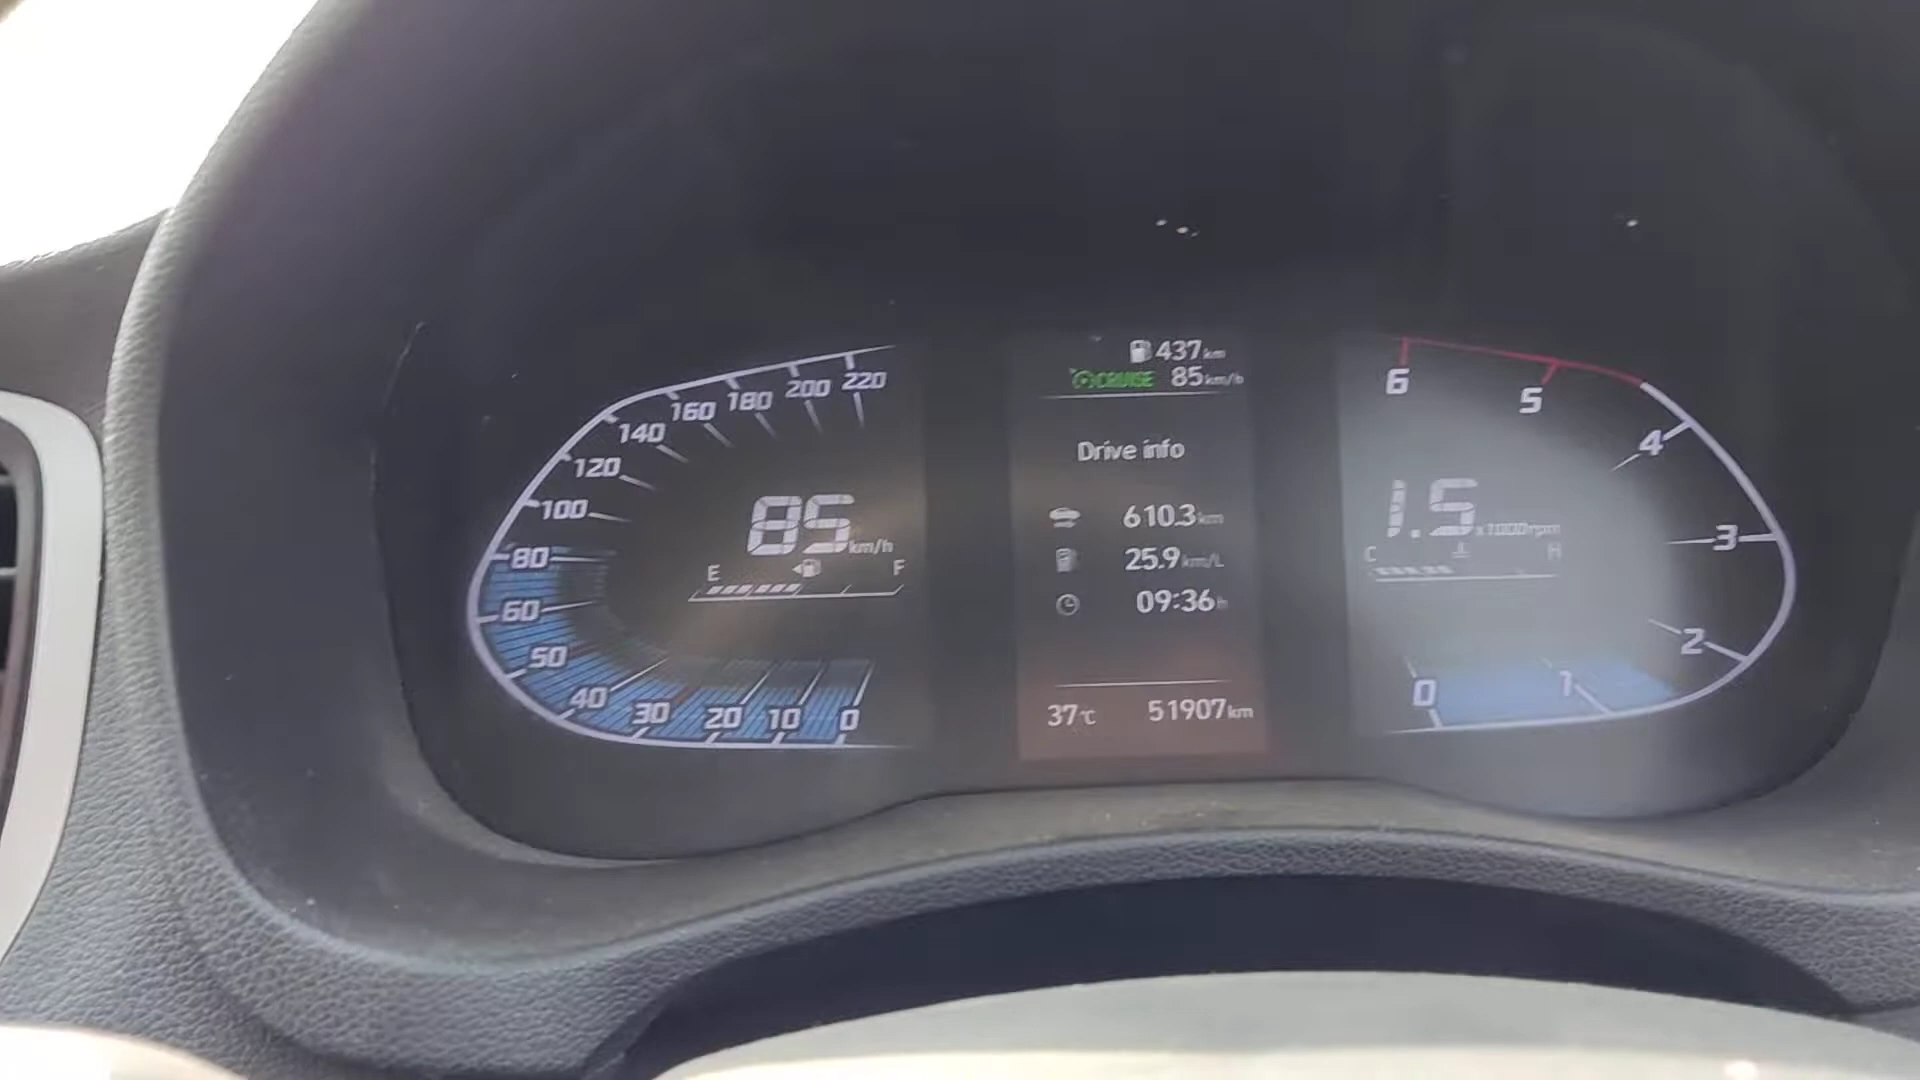 437 km
CRUISE 85 km/h
Drive info
610.3 km
25.9 km/L
09:36 h
37 °C 51907 km
220
200
180
160
140
120
100
80
60
50
40
30
20
10
0
85 km/h
E F
6
5
4
3
2
1
0
1.5 x1000rpm
C H